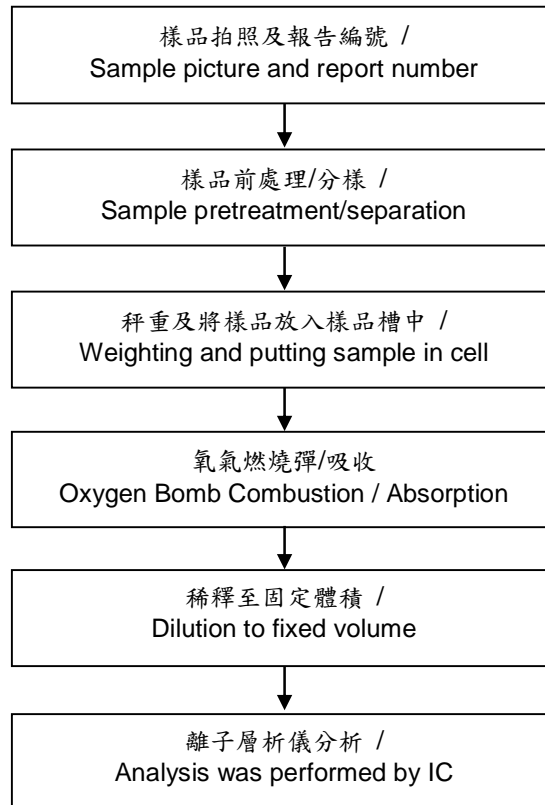 樣品拍照及報告編號 /
Sample picture and report number
樣品前處理/分樣 /
Sample pretreatment/separation
秤重及將樣品放入樣品槽中 /
Weighting and putting sample in cell
氧氣燃燒彈/吸收
Oxygen Bomb Combustion / Absorption
稀釋至固定體積 /
Dilution to fixed volume
離子層析儀分析 /
Analysis was performed by IC